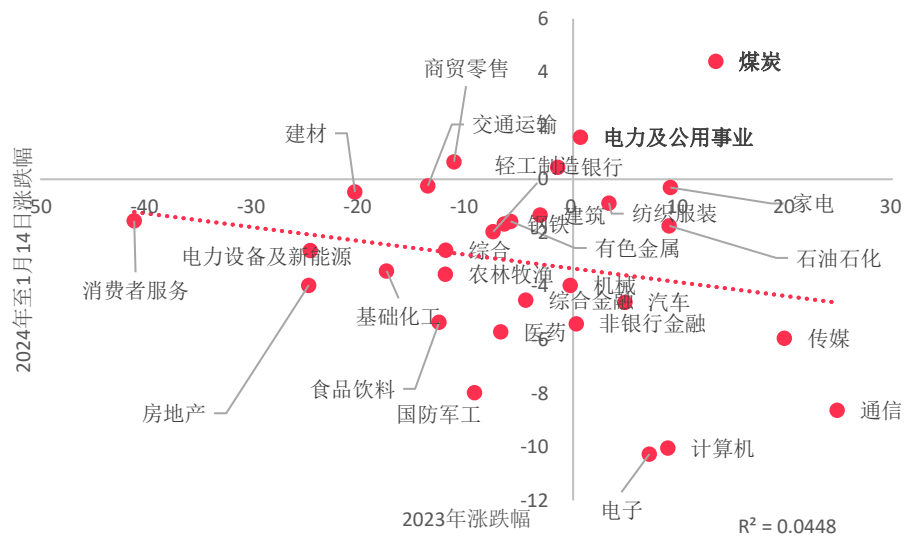 6
4
煤炭
商贸零售
交通运输
2
电力及公用事业
建材
轻工制造
银行
0
-50
-40
-30
-20
-10
0
10
20
30
家电
钢铁
建筑
纺织服装
-2
有色金属
石油石化
电力设备及新能源
综合
消费者服务
农林牧渔
-4
机械
基础化工
综合金融
汽车
医药
非银行金融
-6
传媒
食品饮料
房地产
国防军工
-8
通信
-10
计算机
电子
-12
2024年至1月14日涨跌幅
2023年涨跌幅
R² = 0.0448